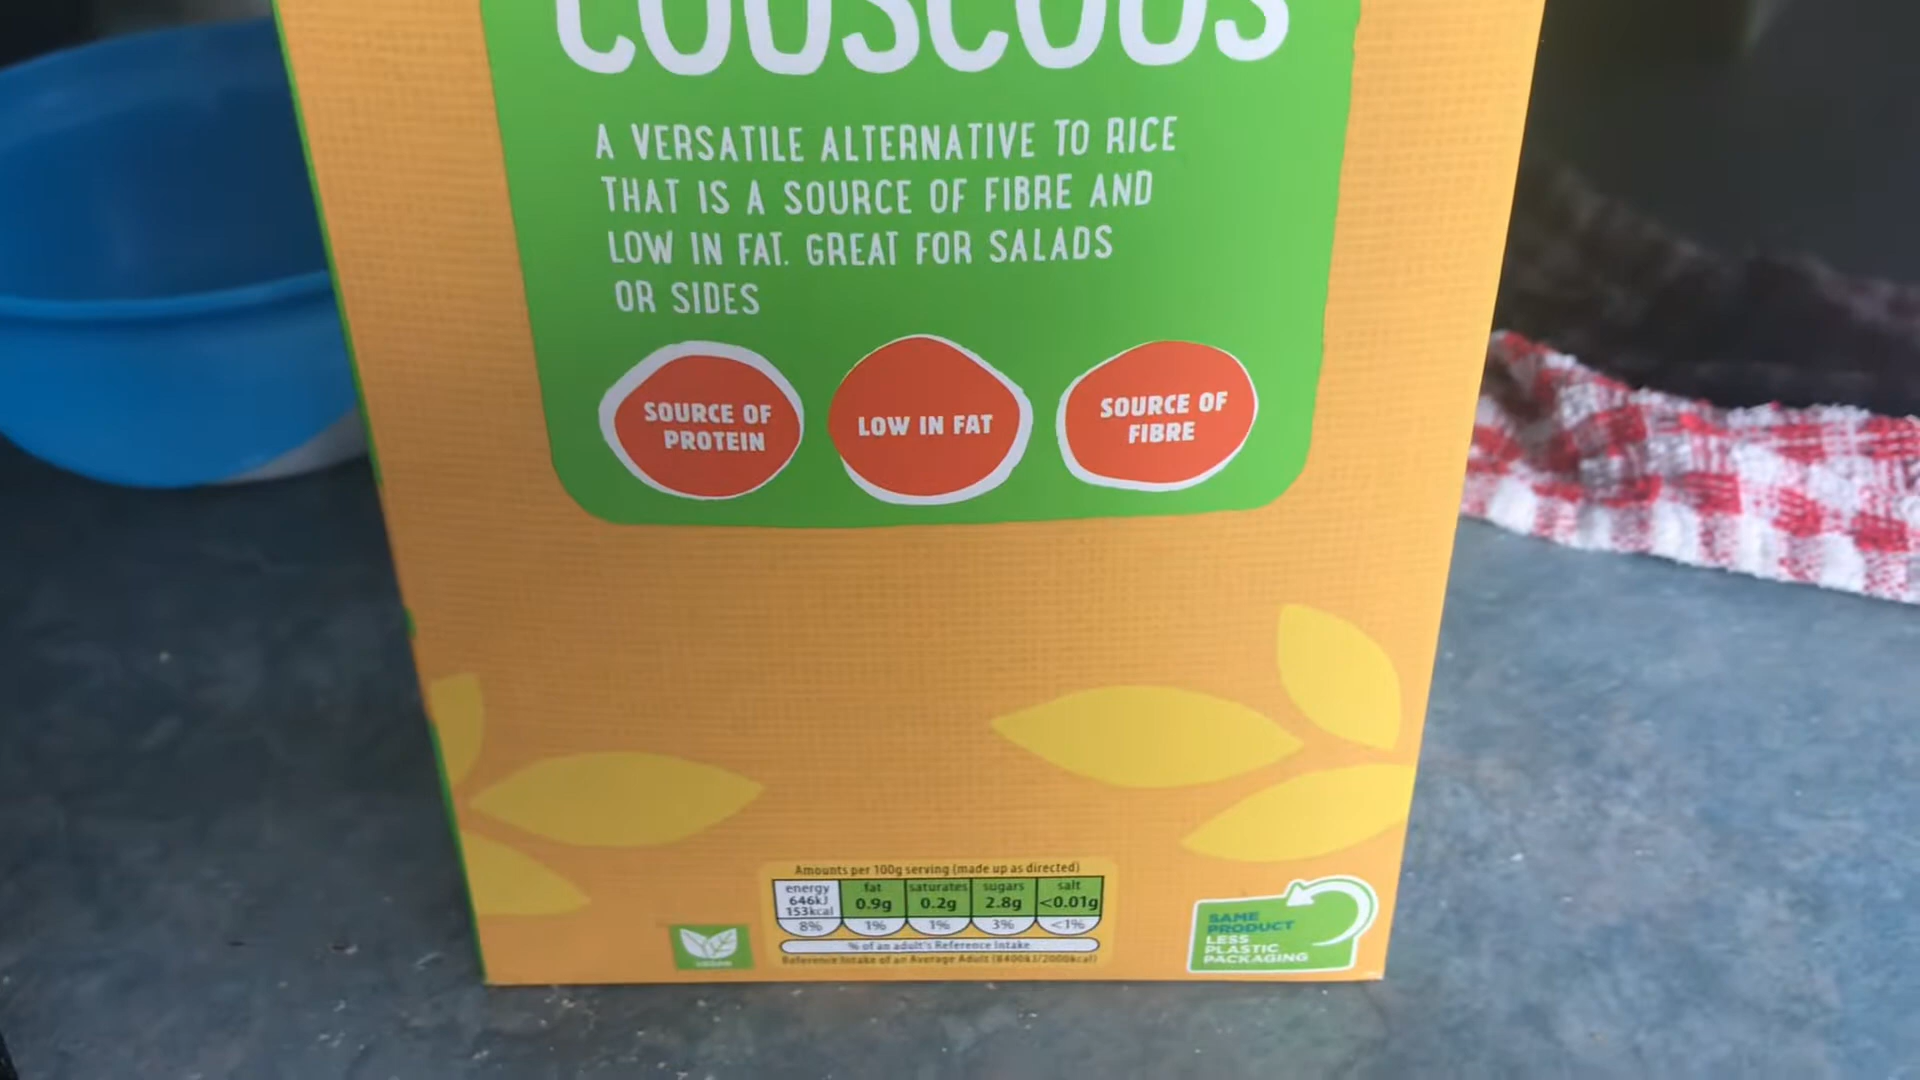 COUSCOUS
A VERSATILE ALTERNATIVE TO RICE
THAT IS A SOURCE OF FIBRE AND
LOW IN FAT. GREAT FOR SALADS
OR SIDES
SOURCE OF
PROTEIN
LOW IN FAT
SOURCE OF
FIBRE
Amounts per 100g serving (made up as directed)
energy fat saturates sugars salt
646kJ
153kcal 0.9g 0.2g 2.8g <0.01g
8% 1% 1% 3% <1%
% of an adult's Reference Intake
Reference Intake of an Average Adult (8400kJ/2000kcal)
SAME
PRODUCT
LESS
PLASTIC
PACKAGING